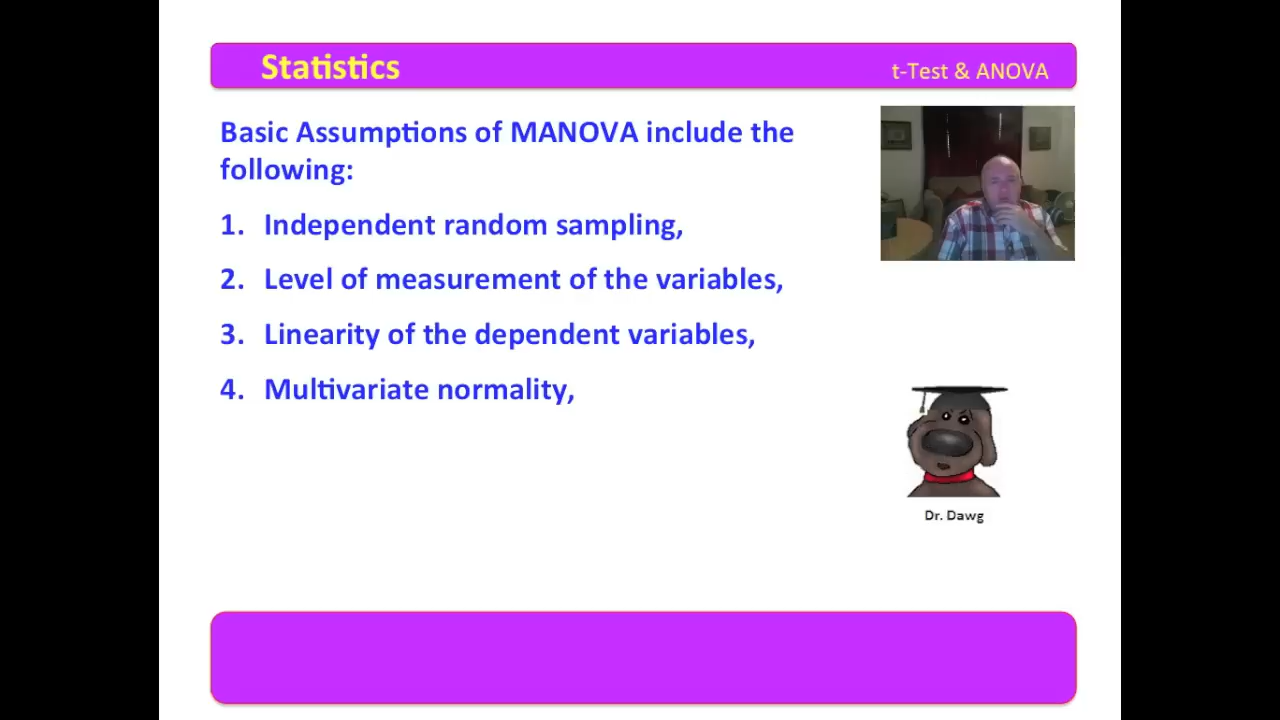 Statistics
t-Test & ANOVA
Basic Assumptions of MANOVA include the
following:
1. Independent random sampling,
2. Level of measurement of the variables,
3. Linearity of the dependent variables,
4. Multivariate normality,
Dr. Dawg